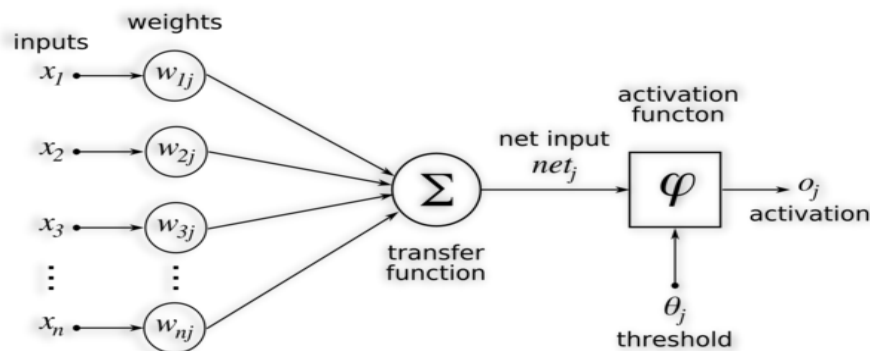 inputs
weights
x1
w1j
x2
w2j
x3
w3j
⋮
⋮
xn
wnj
Σ
transfer
function
net input
netj
activation
functon
φ
oj
activation
θj
threshold